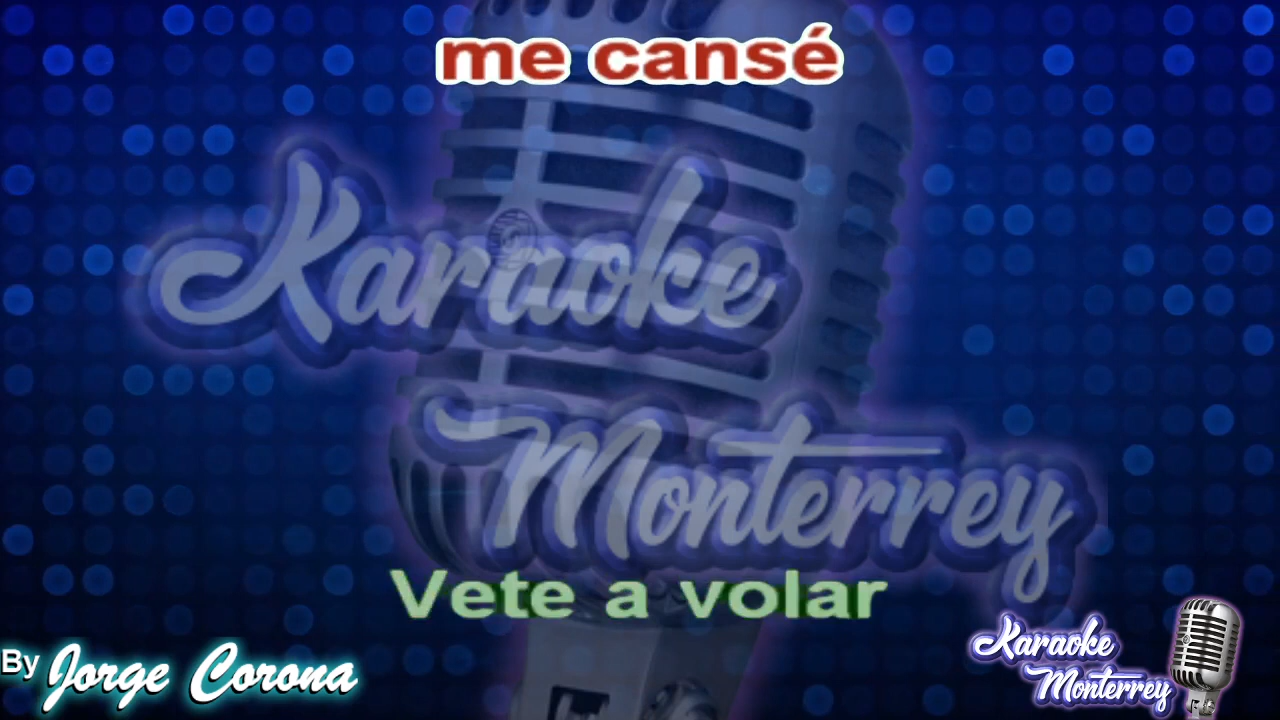 me cansé
Karaoke
Monterrey
Vete a volar
By Jorge Corona
Karaoke
Monterrey